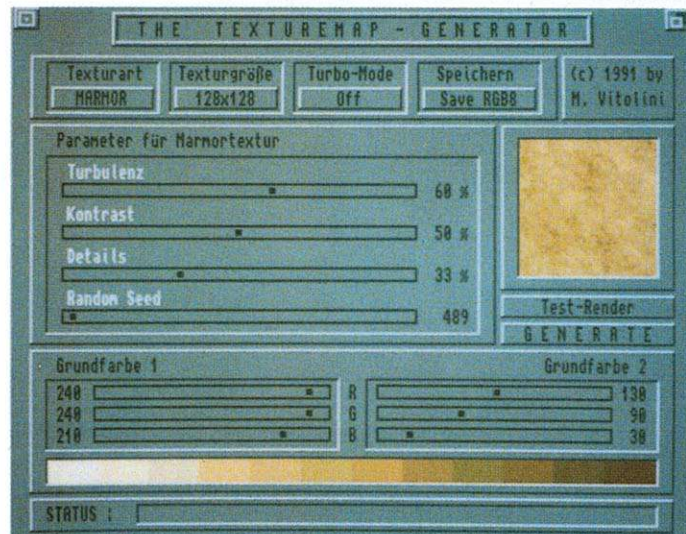 THE TEXTUREMAP - GENERATOR
Texturart Texturgröße Turbo-Mode Speichern (c) 1991 by
MARMOR 128x128 Off Save RGB8 M. Vitolini
Parameter für Marmortextur
Turbulenz
60 %
Kontrast
50 %
Details
33 %
Random Seed
489
Test-Render
GENERATE
Grundfarbe 1 Grundfarbe 2
240 R 130
240 G 90
210 B 30
STATUS :